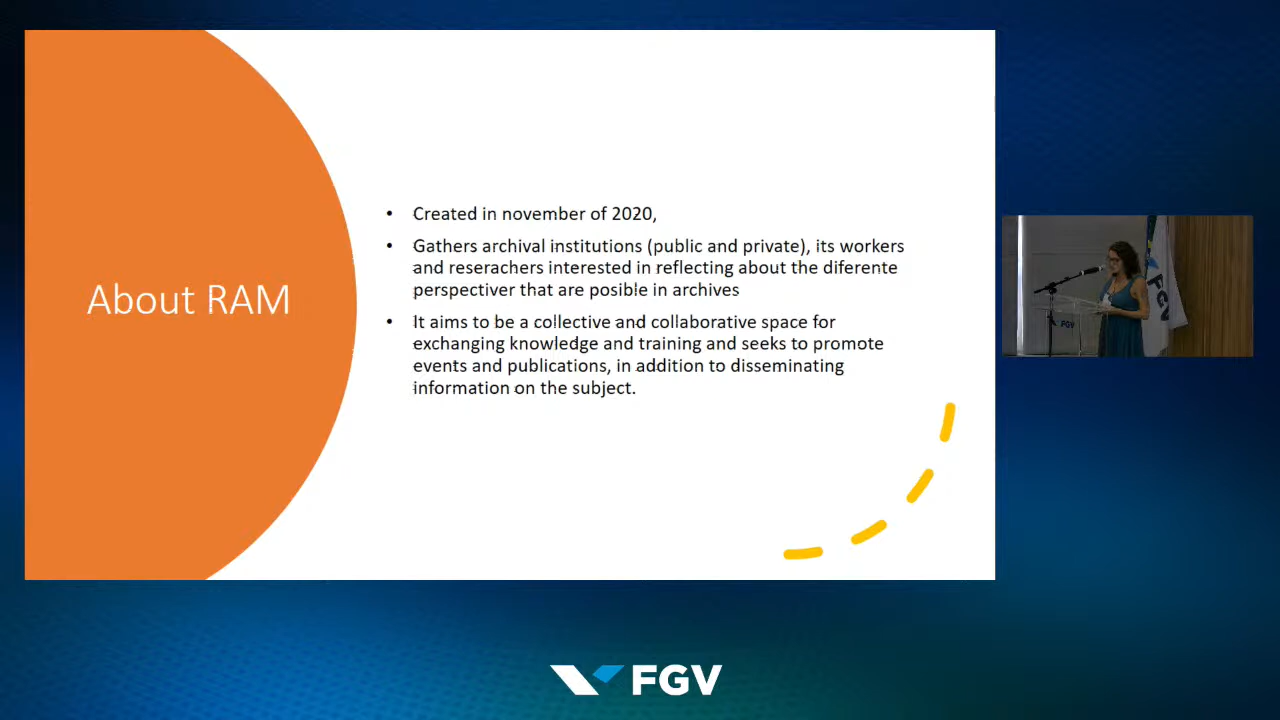 About RAM
• Created in november of 2020,
• Gathers archival institutions (public and private), its workers
and reserachers interested in reflecting about the diferente
perspectiver that are posible in archives
• It aims to be a collective and collaborative space for
exchanging knowledge and training and seeks to promote
events and publications, in addition to disseminating
information on the subject.
FGV
FGV
FGV